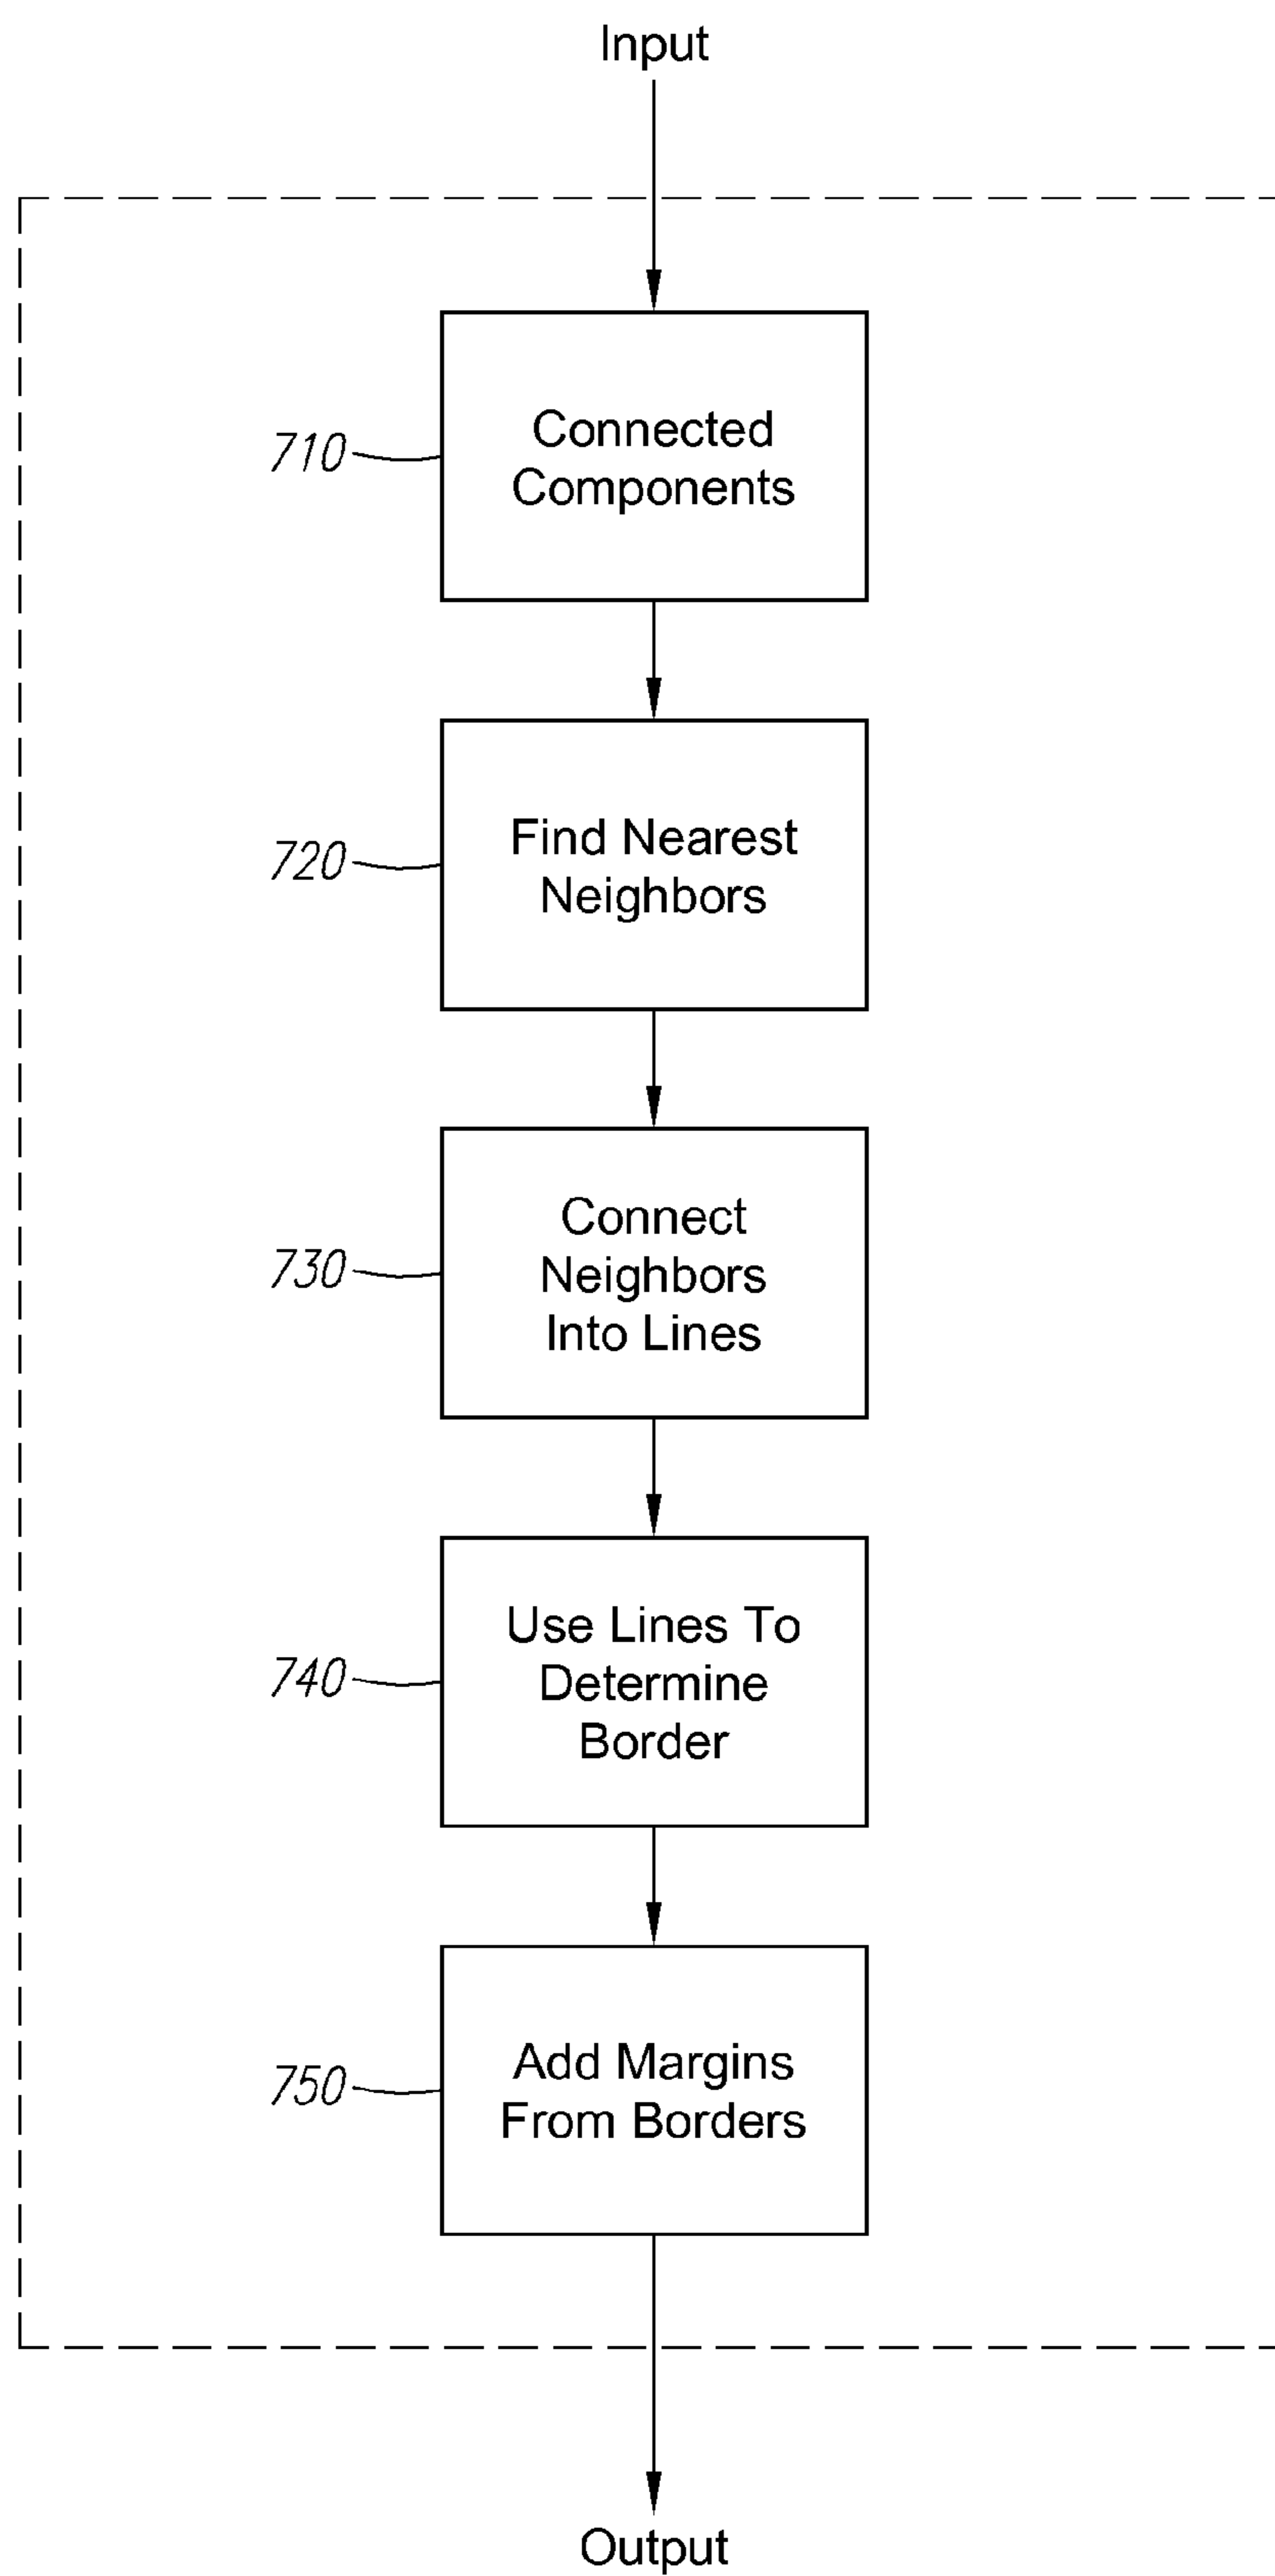 Input
710
Connected
Components
720
Find Nearest
Neighbors
730
Connect
Neighbors
Into Lines
740
Use Lines To
Determine
Border
750
Add Margins
From Borders
Output